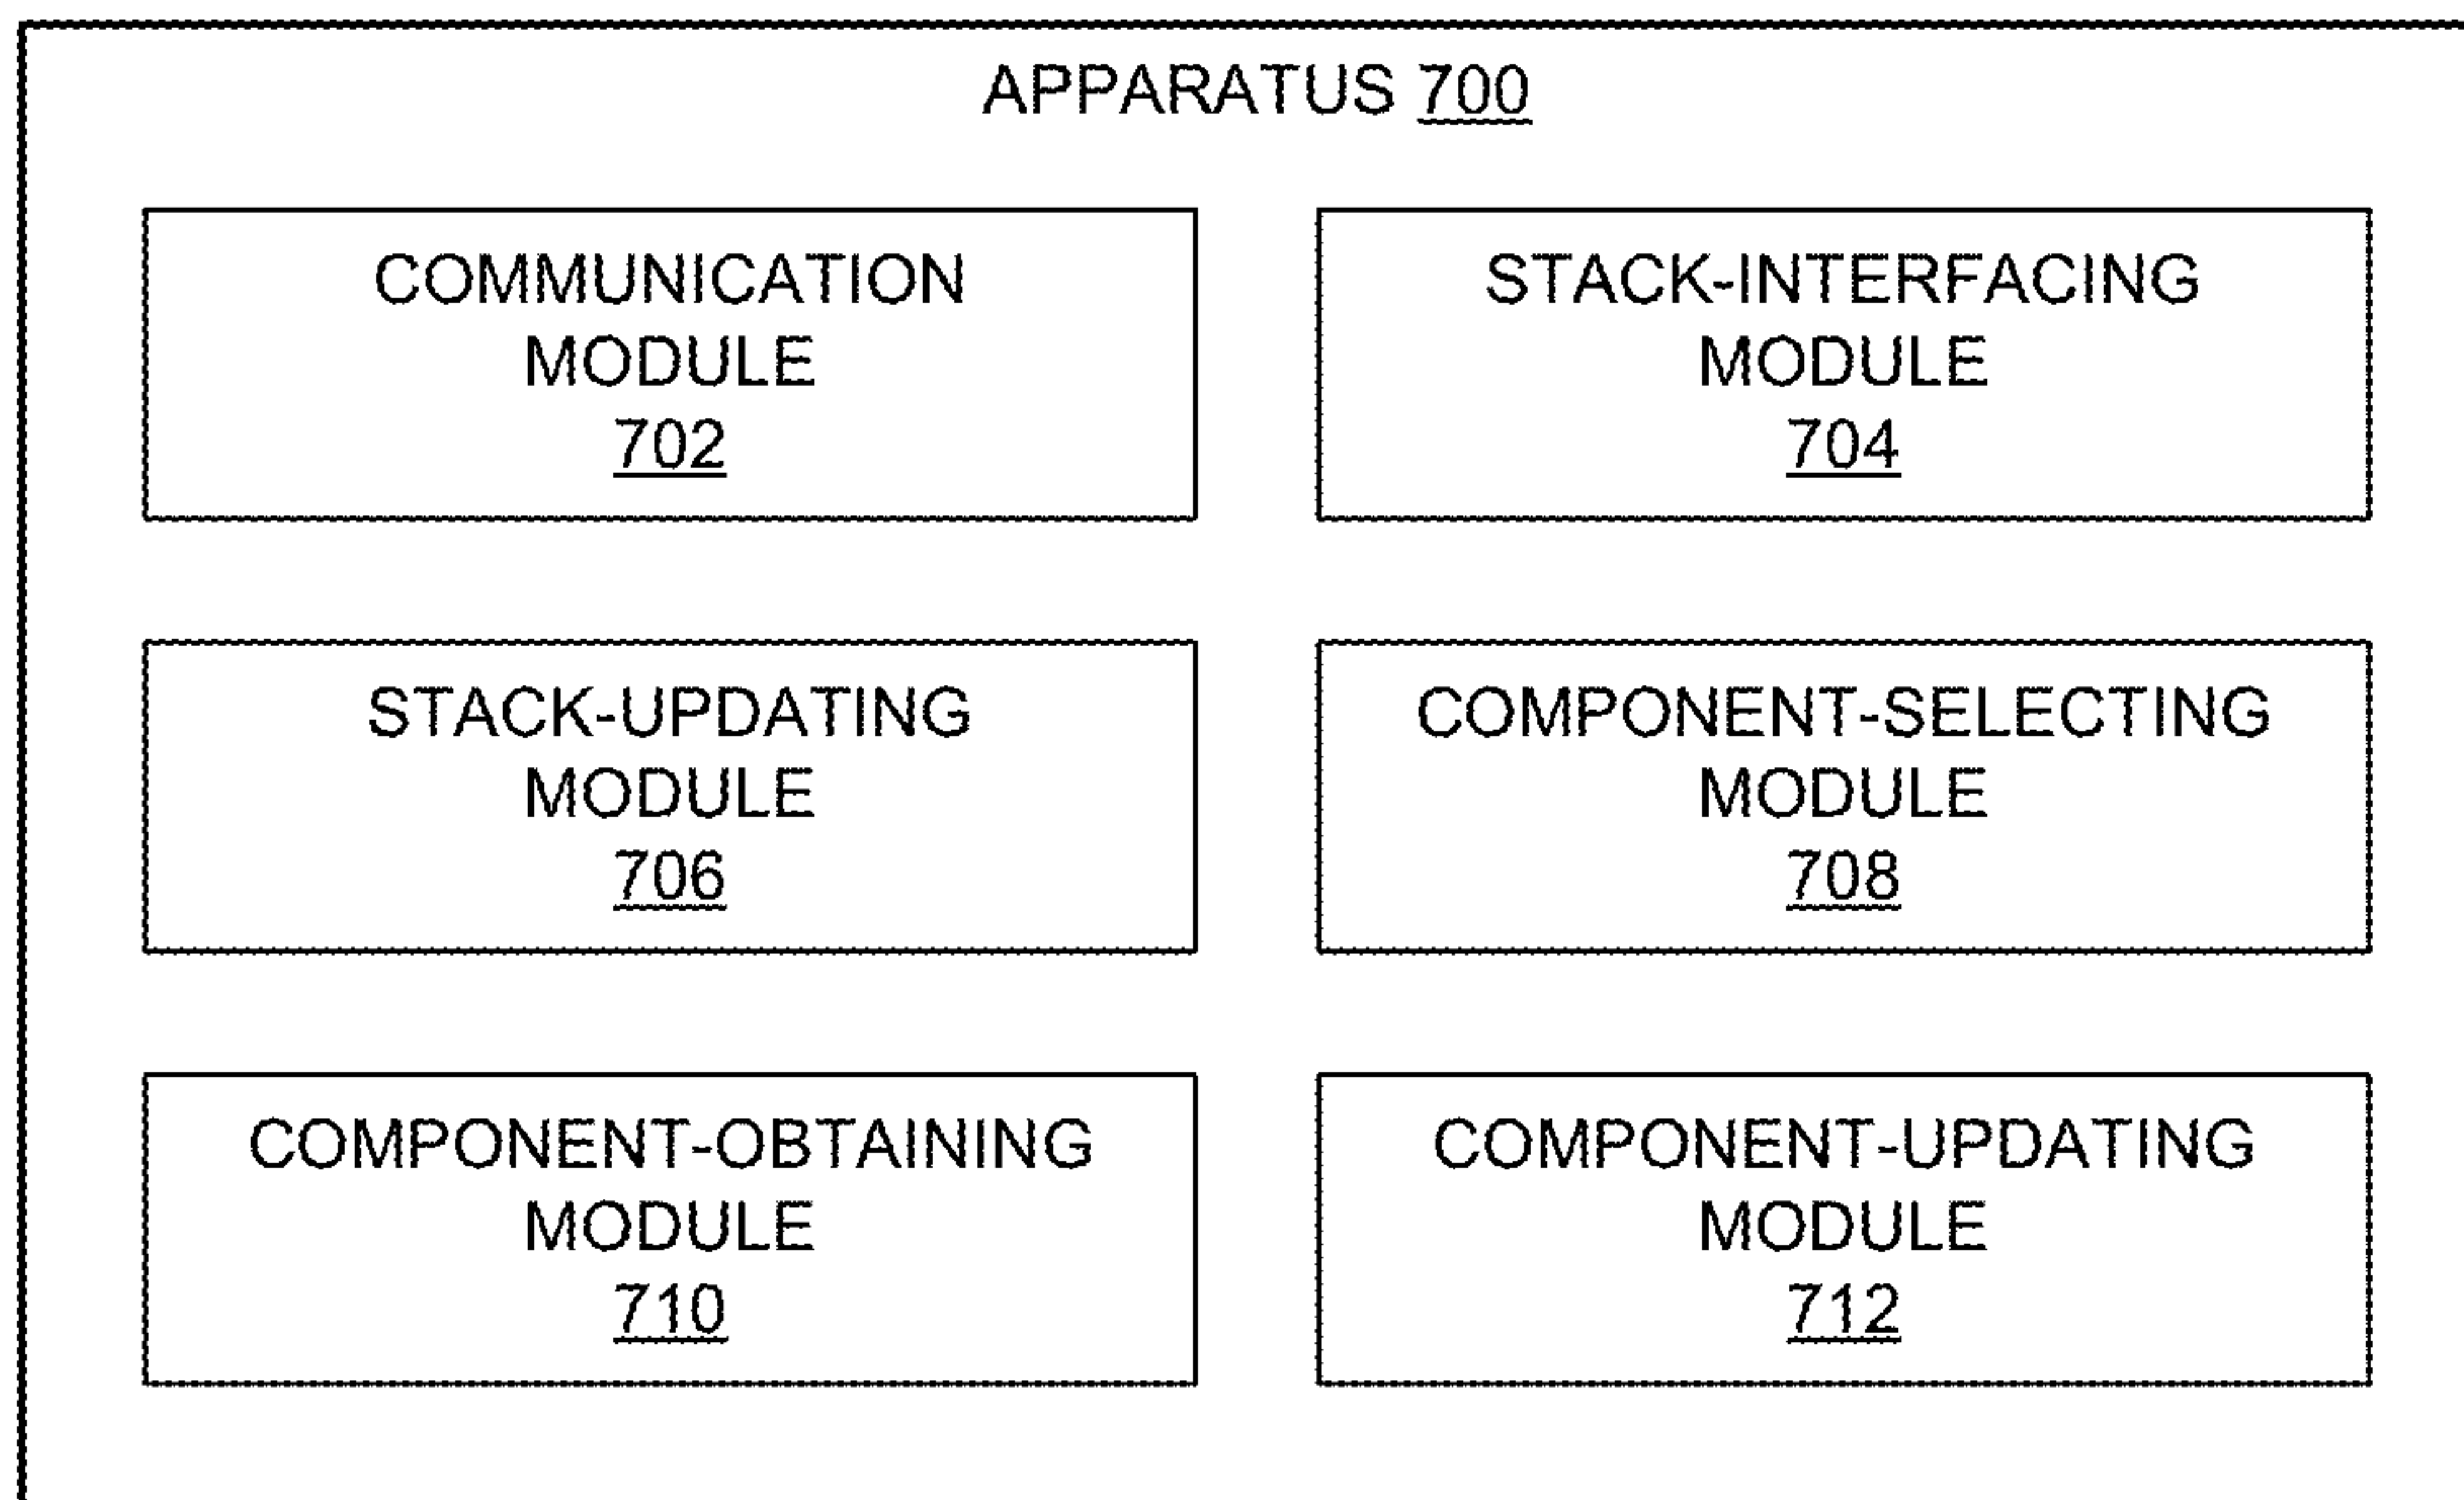 APPARATUS 700
COMMUNICATION
MODULE
702
STACK-INTERFACING
MODULE
704
STACK-UPDATING
MODULE
706
COMPONENT-SELECTING
MODULE
708
COMPONENT-OBTAINING
MODULE
710
COMPONENT-UPDATING
MODULE
712